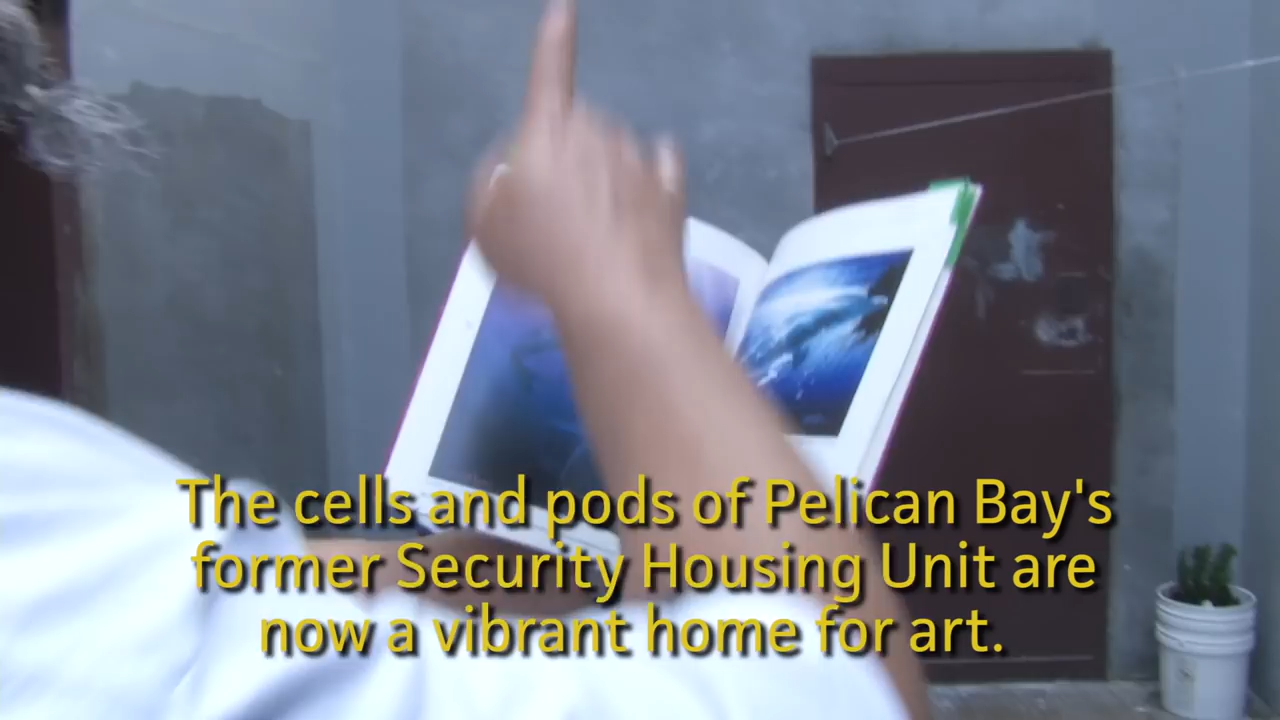 The cells and pods of Pelican Bay's
former Security Housing Unit are
now a vibrant home for art.